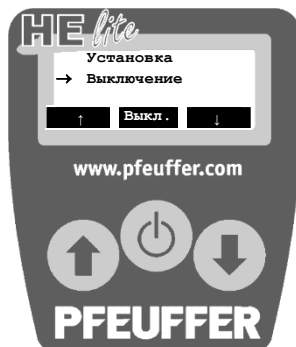 HE lite
Установка
→ Выключение
↑ Выкл. ↓
www.pfeuffer.com
PFEUFFER